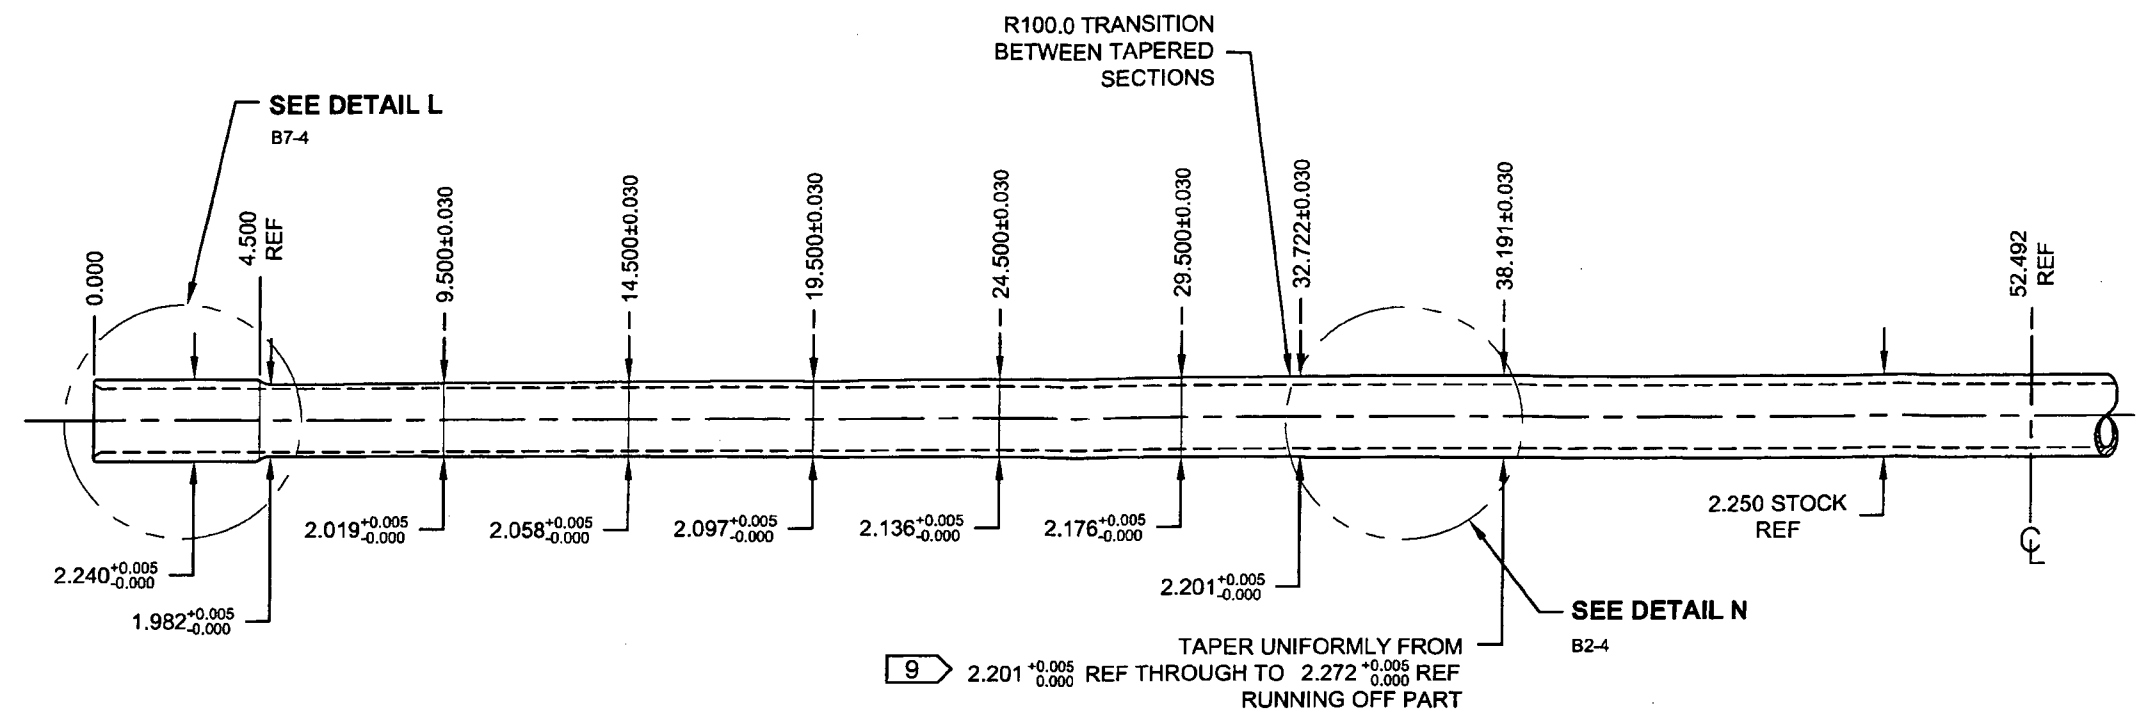 R100.0 TRANSITION
BETWEEN TAPERED
SECTIONS
SEE DETAIL L
B7-4
0.000
4.500
REF
9.500±0.030
14.500±0.030
19.500±0.030
24.500±0.030
29.500±0.030
32.722±0.030
38.191±0.030
52.492
REF
2.240 +0.005 -0.000
1.982 +0.005 -0.000
2.019 +0.005 -0.000
2.058 +0.005 -0.000
2.097 +0.005 -0.000
2.136 +0.005 -0.000
2.176 +0.005 -0.000
2.201 +0.005 -0.000
2.250 STOCK
REF
CL
SEE DETAIL N
B2-4
TAPER UNIFORMLY FROM
9 2.201 +0.005 0.000 REF THROUGH TO 2.272 +0.005 0.000 REF
RUNNING OFF PART